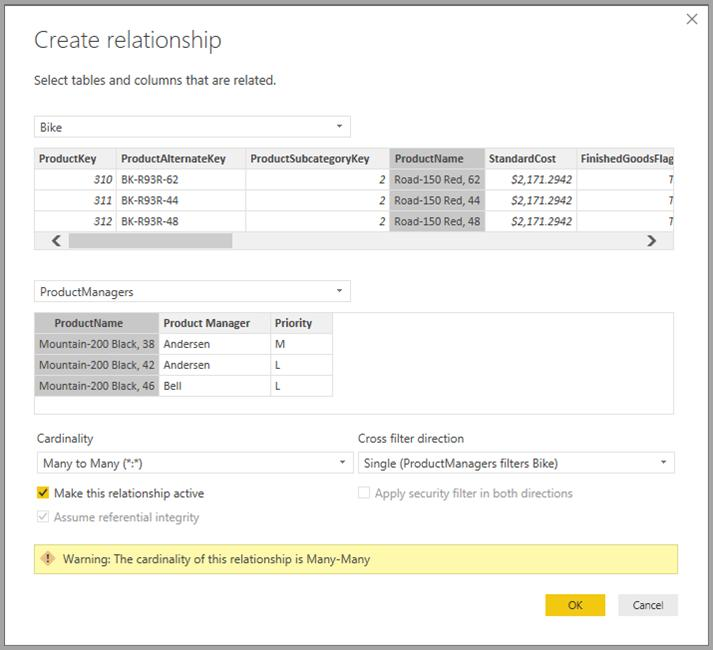 Create relationship
Select tables and columns that are related.
Bike
ProductKey ProductAlternateKey ProductSubcategoryKey ProductName StandardCost FinishedGoodsFlag
310 BK-R93R-62 2 Road-150 Red, 62 $2,171.2942 T
311 BK-R93R-44 2 Road-150 Red, 44 $2,171.2942 T
312 BK-R93R-48 2 Road-150 Red, 48 $2,171.2942 T
ProductManagers
ProductName Product Manager Priority
Mountain-200 Black, 38 Andersen M
Mountain-200 Black, 42 Andersen L
Mountain-200 Black, 46 Bell L
Cardinality Cross filter direction
Many to Many (*:*) Single (ProductManagers filters Bike)
Make this relationship active Apply security filter in both directions
Assume referential integrity
Warning: The cardinality of this relationship is Many-Many
OK Cancel